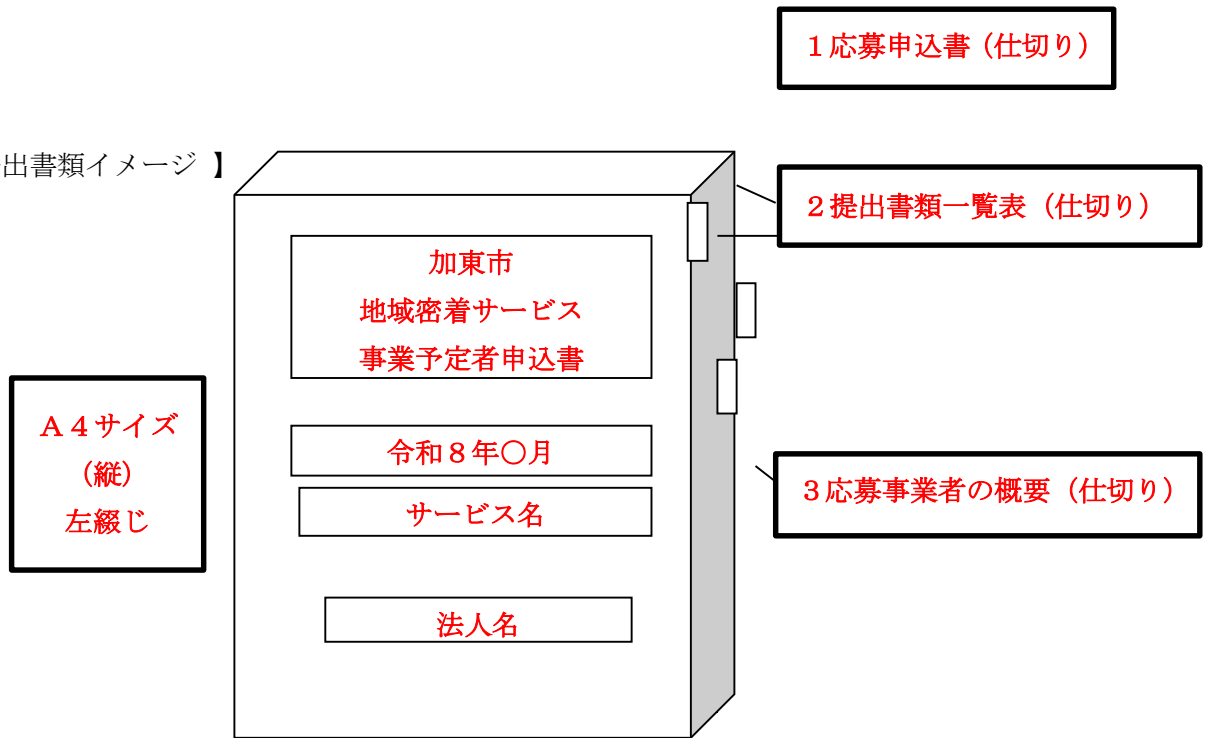 １応募申込書（仕切り）
出書類イメージ 】
２提出書類一覧表（仕切り）
加東市
地域密着サービス
事業予定者申込書
Ａ４サイズ
（縦）
左綴じ
令和８年〇月
サービス名
３応募事業者の概要（仕切り）
法人名